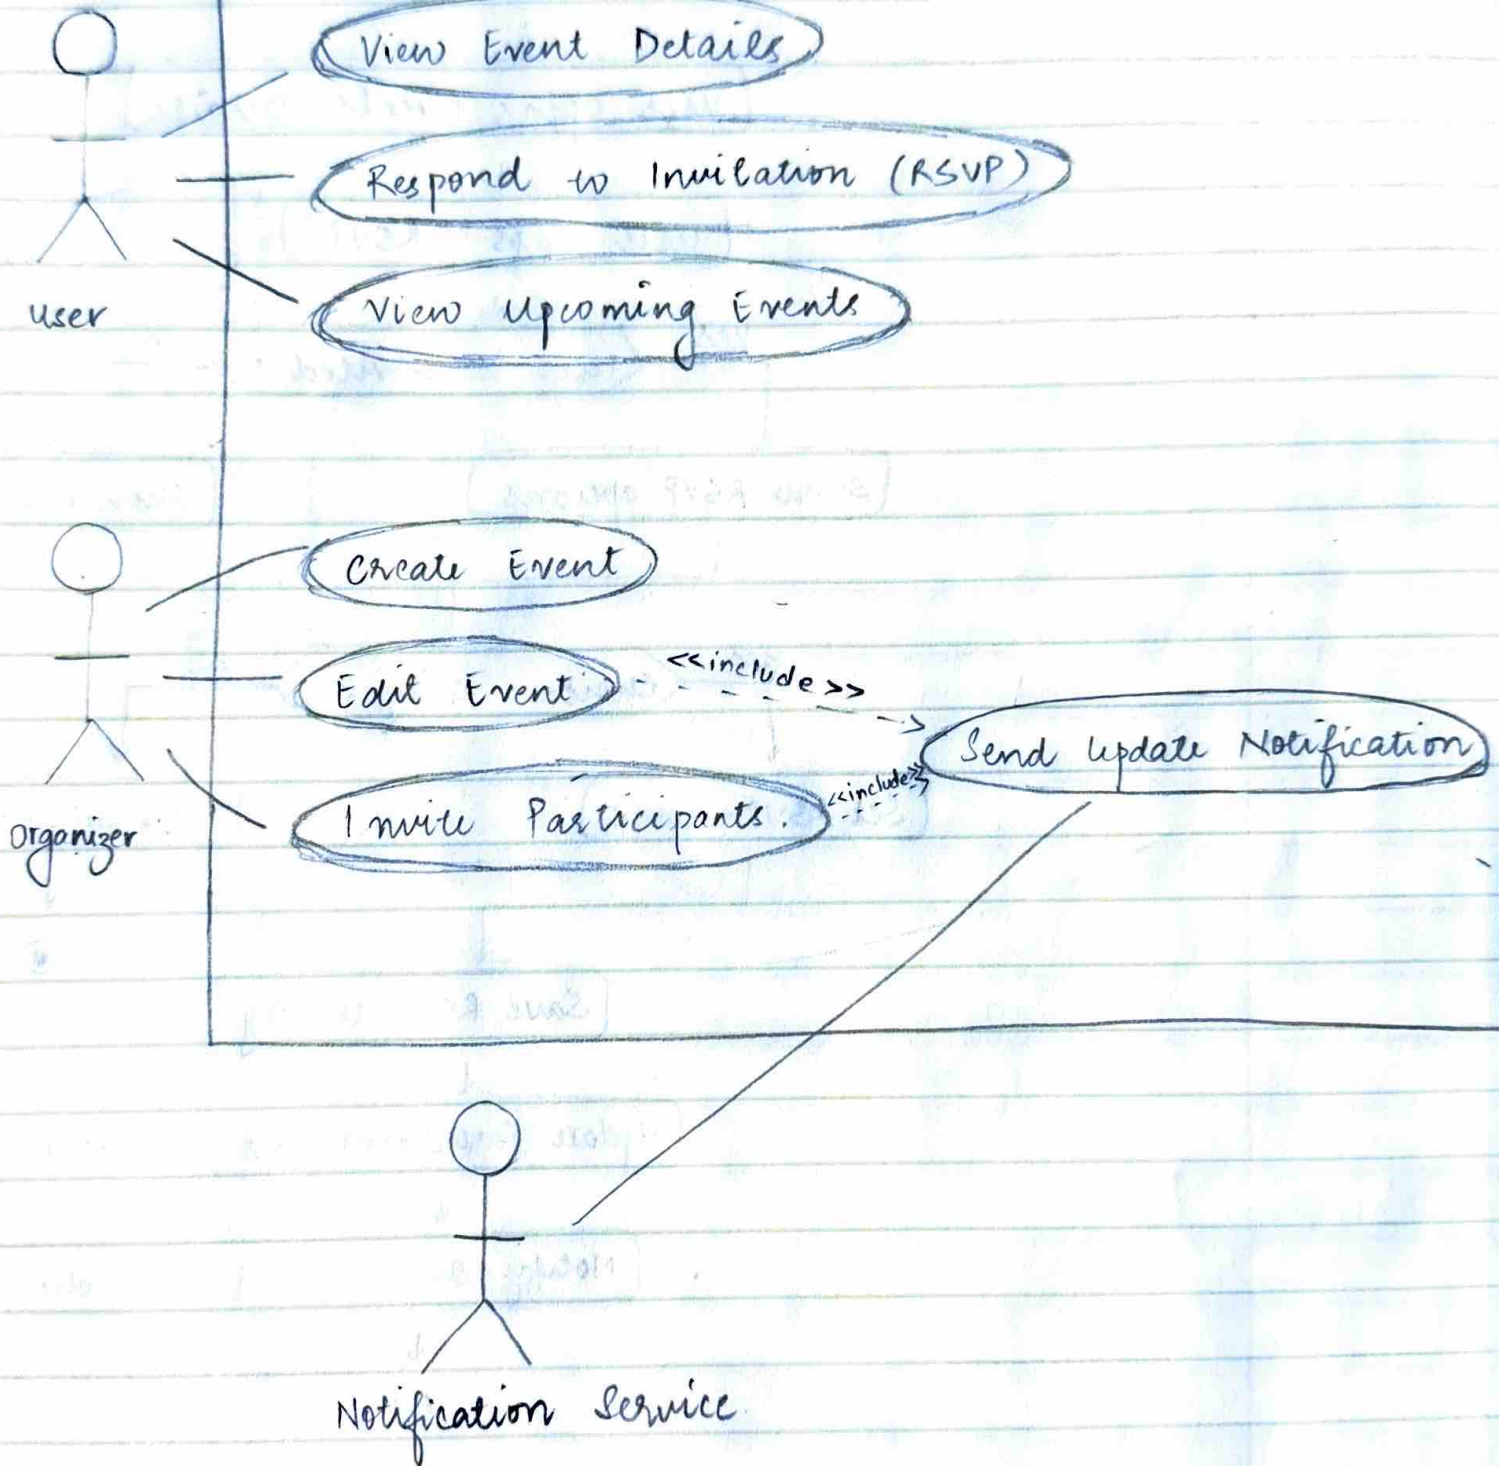 View Event Details
Respond to Invitation (RSVP)
View Upcoming Events
user
Create Event
Edit Event
<<include>>
Send Update Notification
<<include>>
Invite Participants.
Organizer
Notification Service